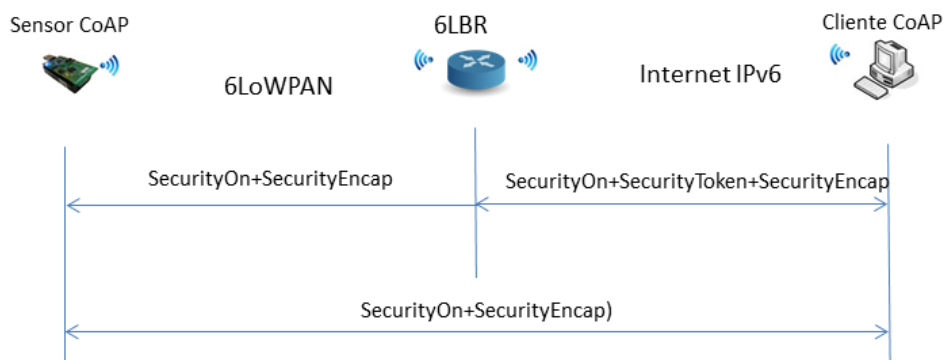 Sensor CoAP
6LBR
Cliente CoAP
6LoWPAN
Internet IPv6
SecurityOn+SecurityEncap
SecurityOn+SecurityToken+SecurityEncap
SecurityOn+SecurityEncap)